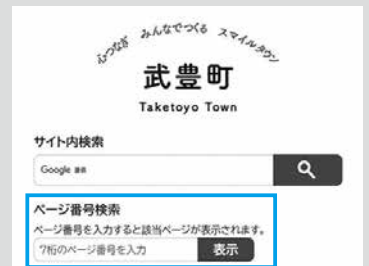 心つなぎ みんなでつくる スマイルタウン
武豊町
Taketoyo Town
サイト内検索
Google
ページ番号検索
ページ番号を入力すると該当ページが表示されます。
7桁のページ番号を入力
表示